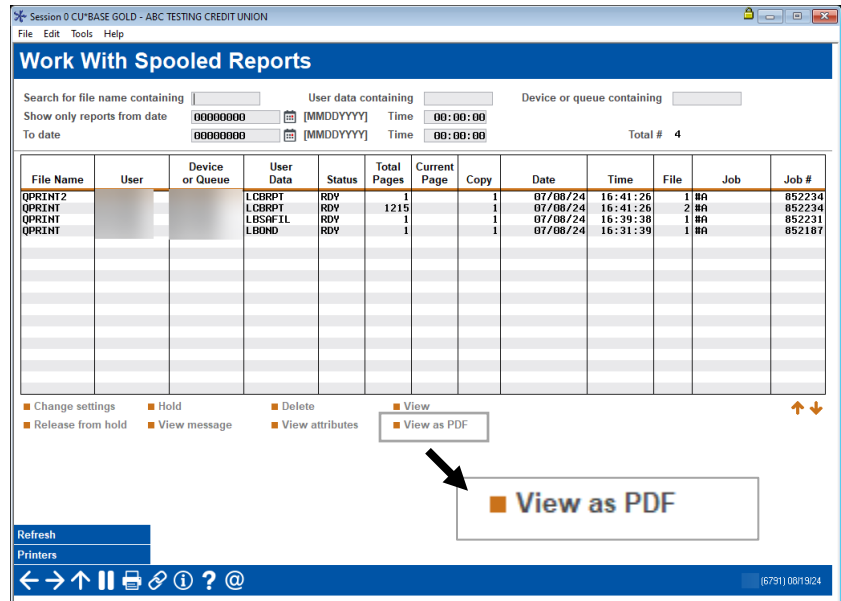 Session 0 CU*BASE GOLD - ABC TESTING CREDIT UNION
File Edit Tools Help
Work With Spooled Reports
Search for file name containing User data containing Device or queue containing
Show only reports from date 00000000 [MMDDYYYY] Time 00:00:00
To date 00000000 [MMDDYYYY] Time 00:00:00 Total # 4
File Name User Device or Queue User Data Status Total Pages Current Page Copy Date Time File Job Job #
QPRINT2 LCBRPT RDY 1 1 07/08/24 16:41:26 1 #A 852234
QPRINT LCBRPT RDY 1215 1 07/08/24 16:41:26 2 #A 852234
QPRINT LBSAFIL RDY 1 1 07/08/24 16:39:38 1 #A 852231
QPRINT LBOND RDY 1 1 07/08/24 16:31:39 1 #A 852187
Change settings Hold Delete View
Release from hold View message View attributes View as PDF
View as PDF
Refresh
Printers
(6791) 08/19/24